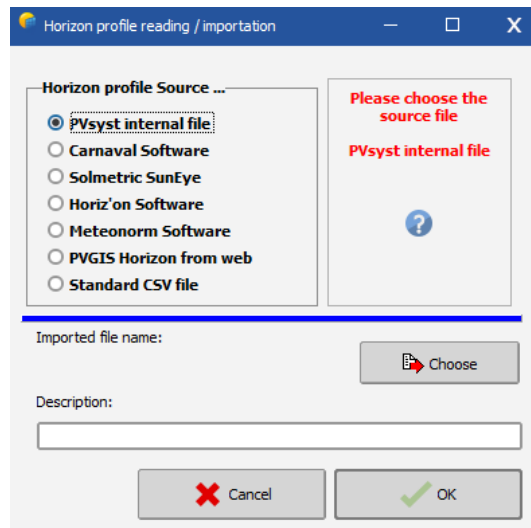 Horizon profile reading / importation
Horizon profile Source ...
PVsyst internal file
Carnaval Software
Solmetric SunEye
Horiz'on Software
Meteonorm Software
PVGIS Horizon from web
Standard CSV file
Please choose the
source file
PVsyst internal file
?
Imported file name:
Choose
Description:
Cancel
OK